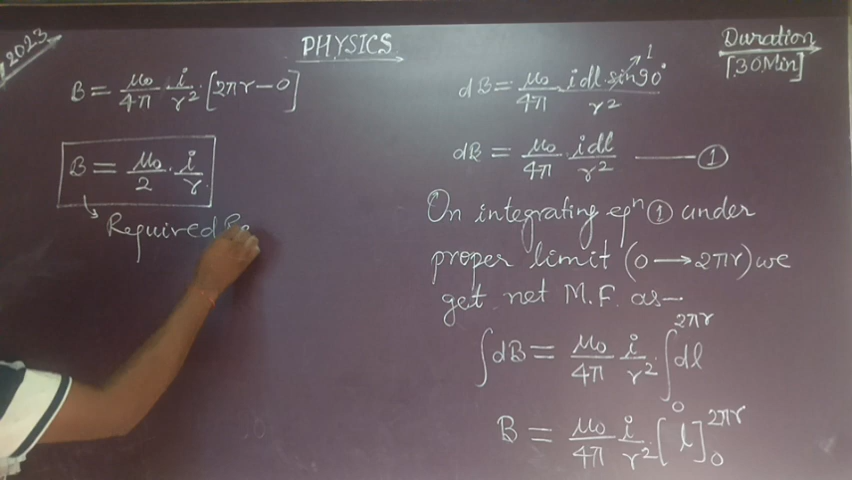 2023
PHYSICS
Duration
[30Min]
B = μ₀/4π · i/r² · [2πr − 0]
B = μ₀/2 · i/r.
Required Re
dB = μ₀/4π · idl sin90° / r²
1
dB = μ₀/4π · idl/r² —— ①
On integrating eqⁿ ① under
proper limit (0 → 2πr) we
get net M.F. as—
∫dB = μ₀/4π · i/r² · ∫₀^2πr dl
B = μ₀/4π · i/r² [l]₀^2πr